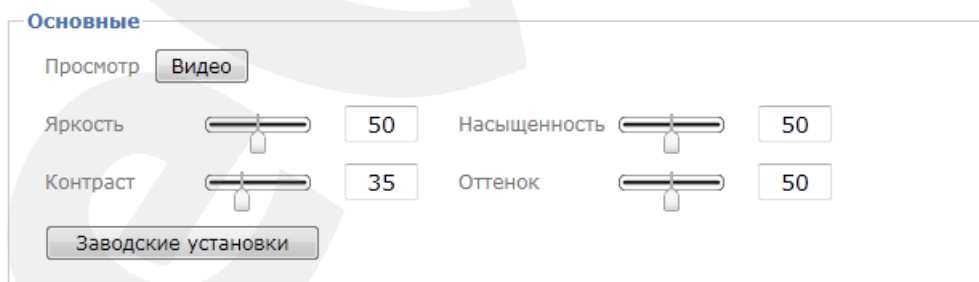 Основные
Просмотр Видео
Яркость 50 Насыщенность 50
Контраст 35 Оттенок 50
Заводские установки